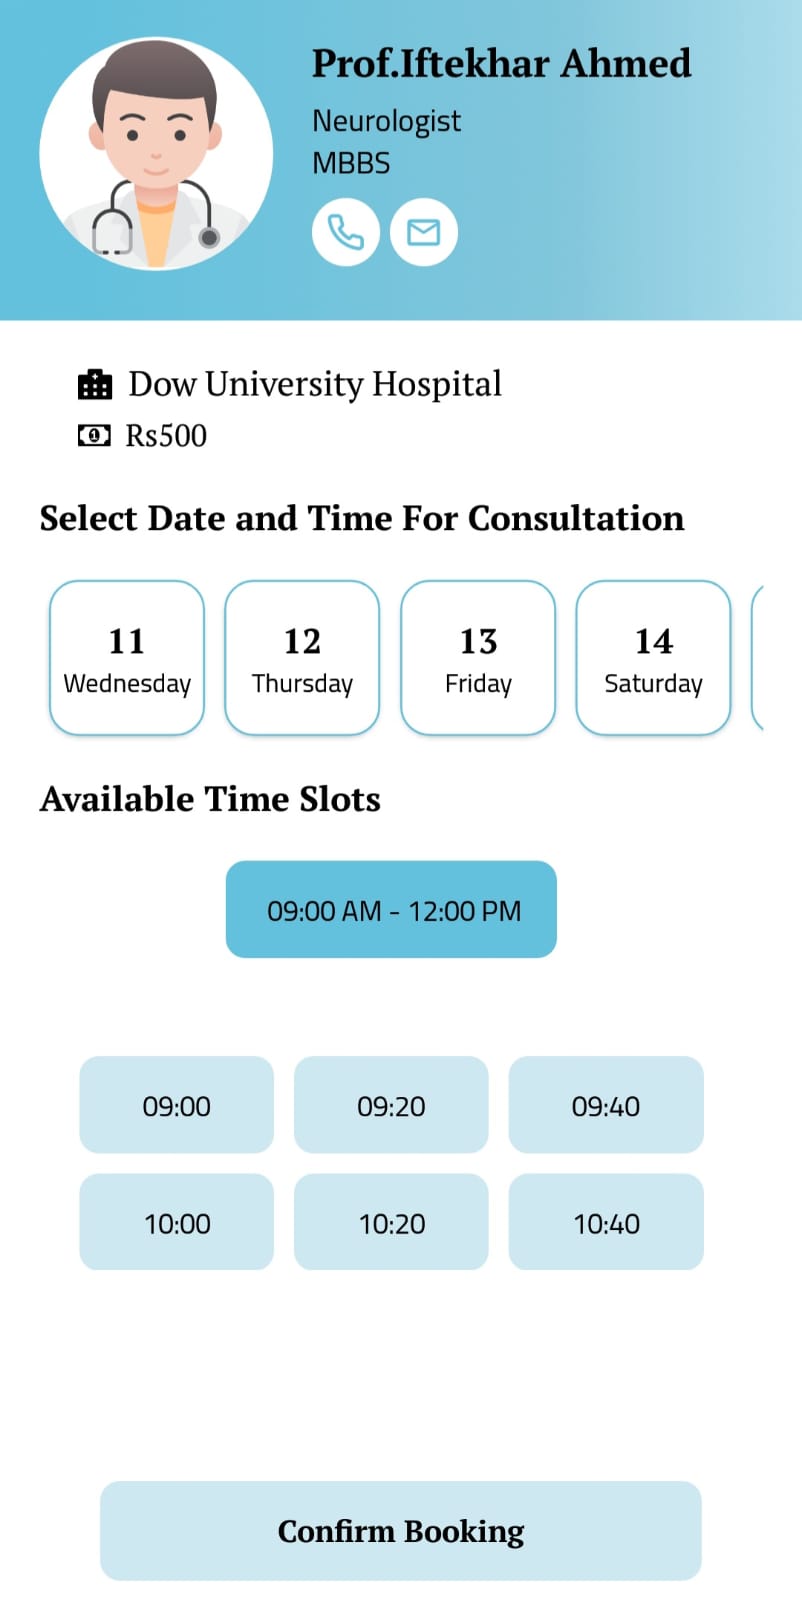 Prof.Iftekhar Ahmed
Neurologist
MBBS
Dow University Hospital
Rs500
Select Date and Time For Consultation
11 12 13 14
Wednesday Thursday Friday Saturday
Available Time Slots
09:00 AM - 12:00 PM
09:00 09:20 09:40
10:00 10:20 10:40
Confirm Booking